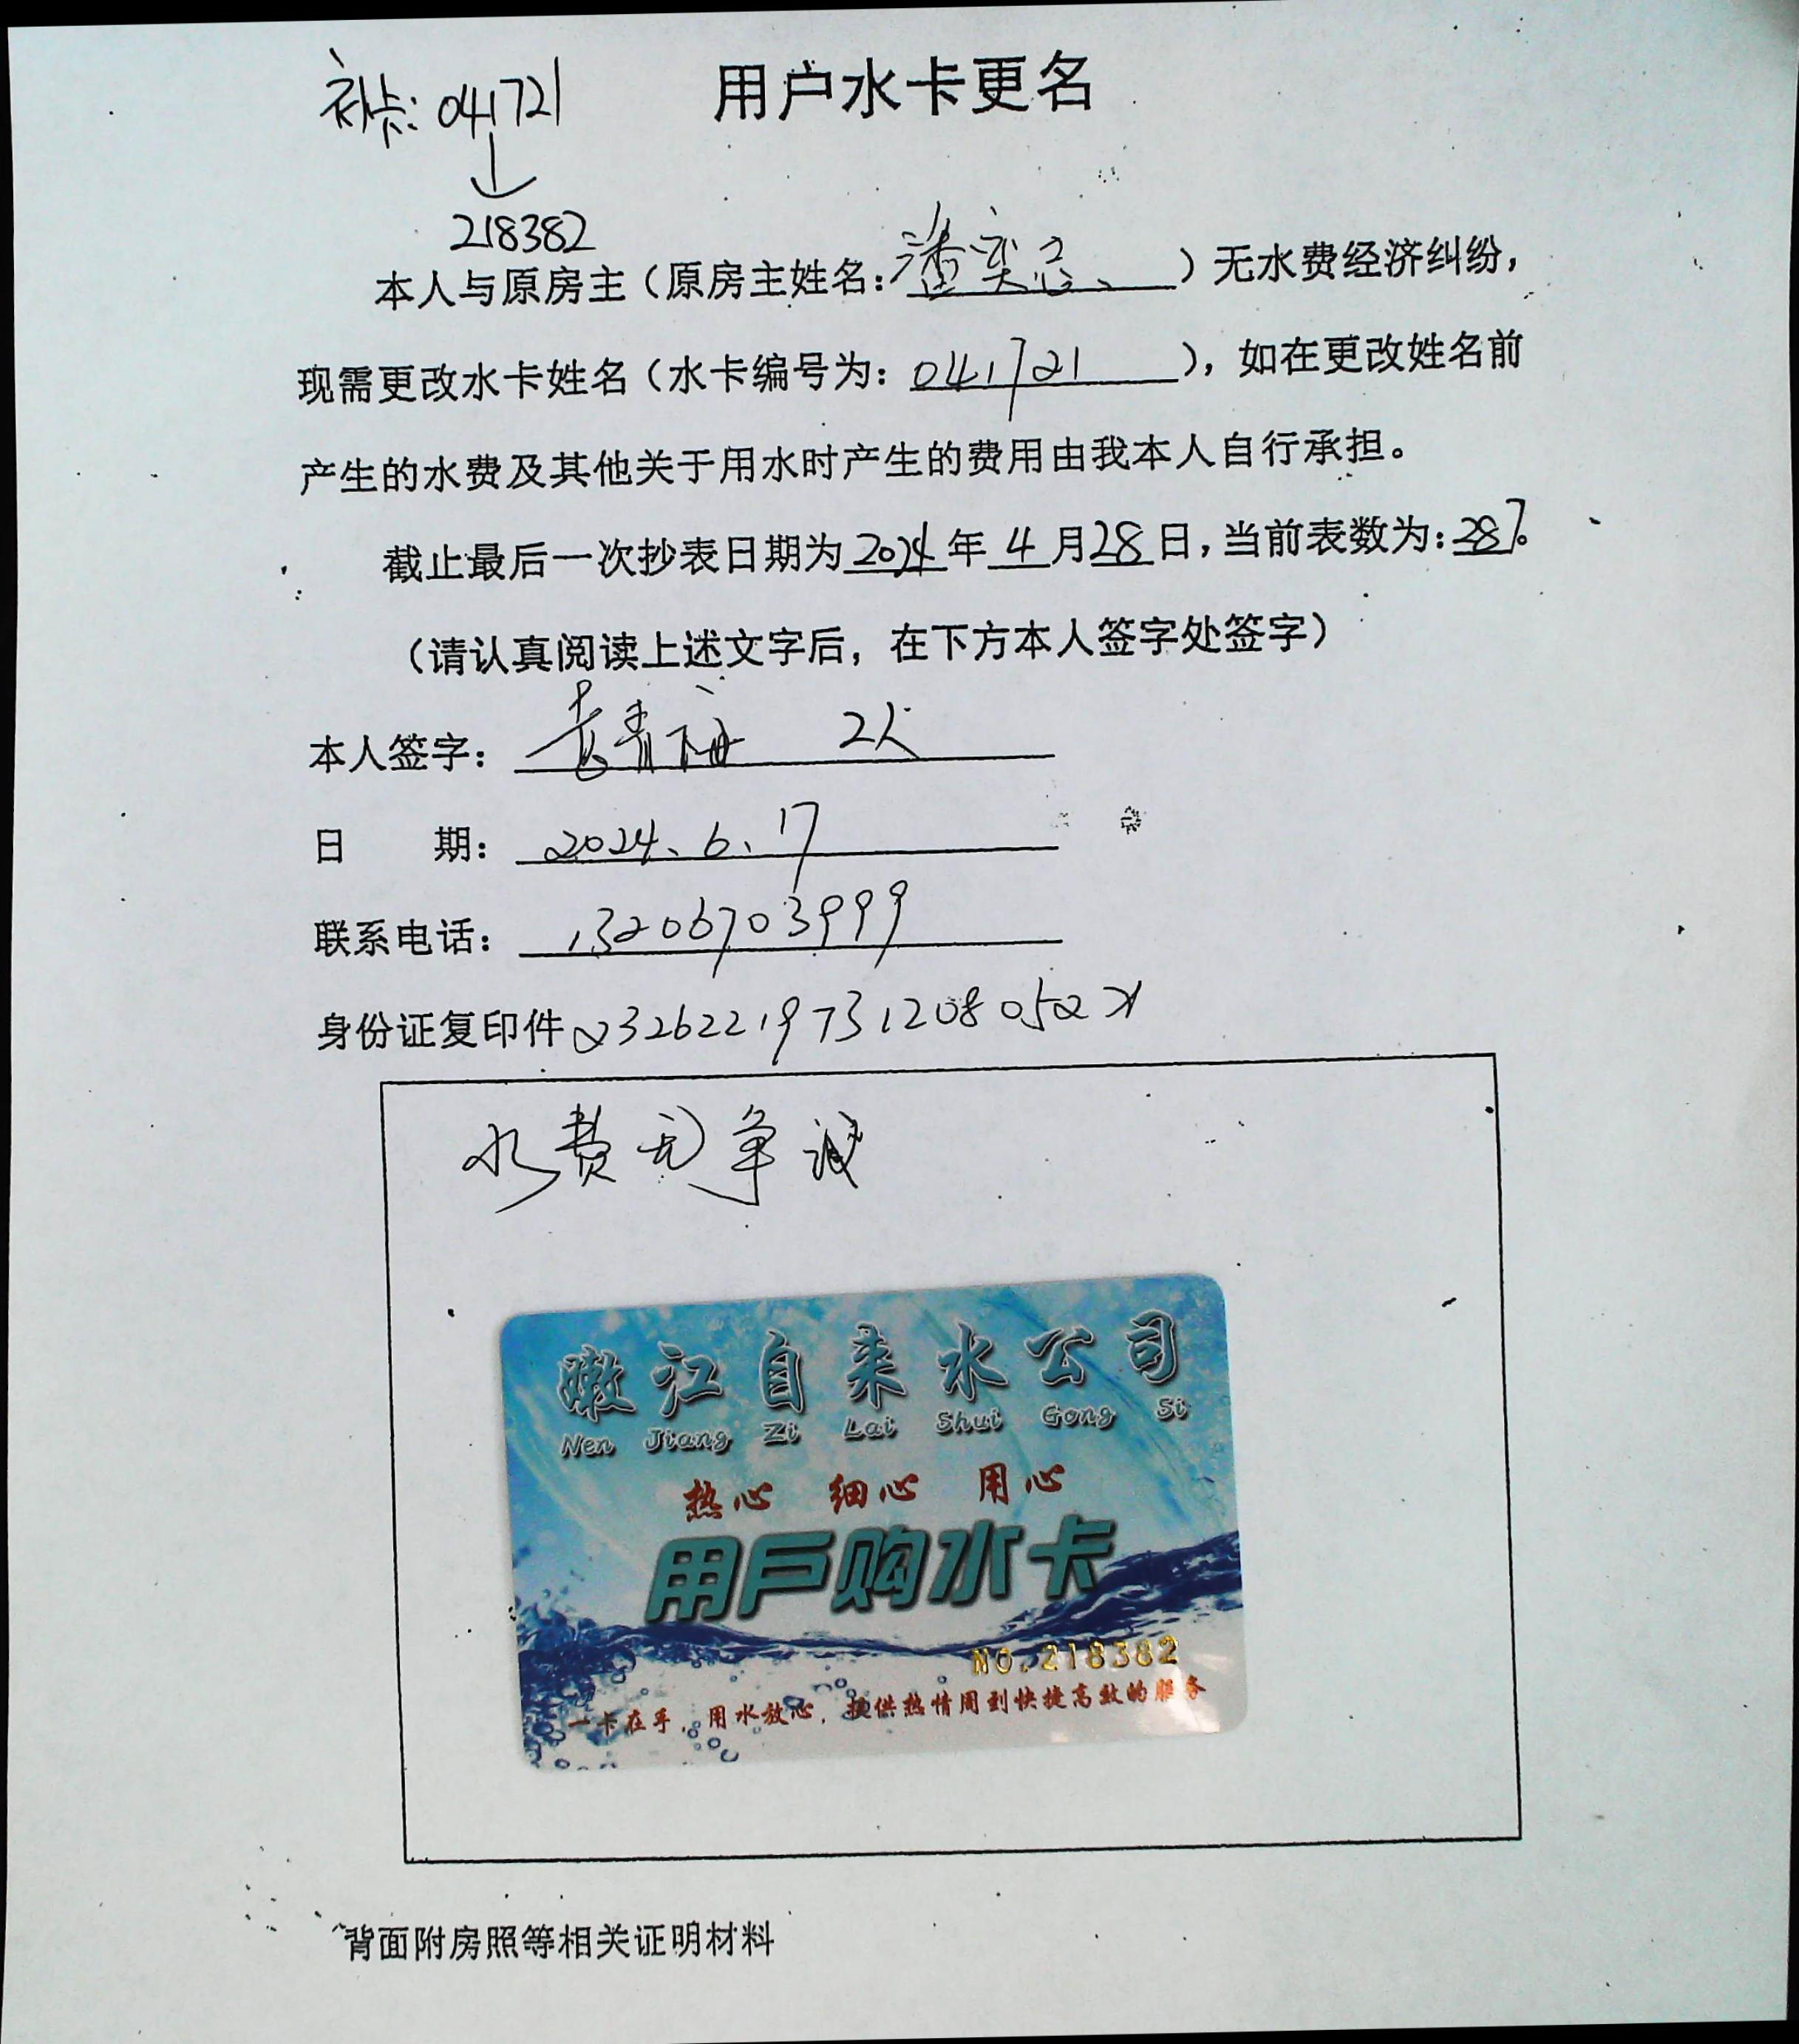 补卡: 041721
用户水卡更名
218382
本人与原房主（原房主姓名: 潘奕忘）无水费经济纠纷，
现需更改水卡姓名（水卡编号为: 041721），如在更改姓名前
产生的水费及其他关于用水时产生的费用由我本人自行承担。
截止最后一次抄表日期为2024年4月28日，当前表数为: 287。
（请认真阅读上述文字后，在下方本人签字处签字）
本人签字: 袁青梅 2人
日 期: 2024、6、17
联系电话: 13206703999
身份证复印件 23262219731208052X
水费无争议
嫩江自来水公司
Nen Jiang Zi Lai Shui Gong Si
热心 细心 用心
用戶购水卡
NO.218382
一卡在手，用水放心，提供热情周到快捷高效的服务
背面附房照等相关证明材料